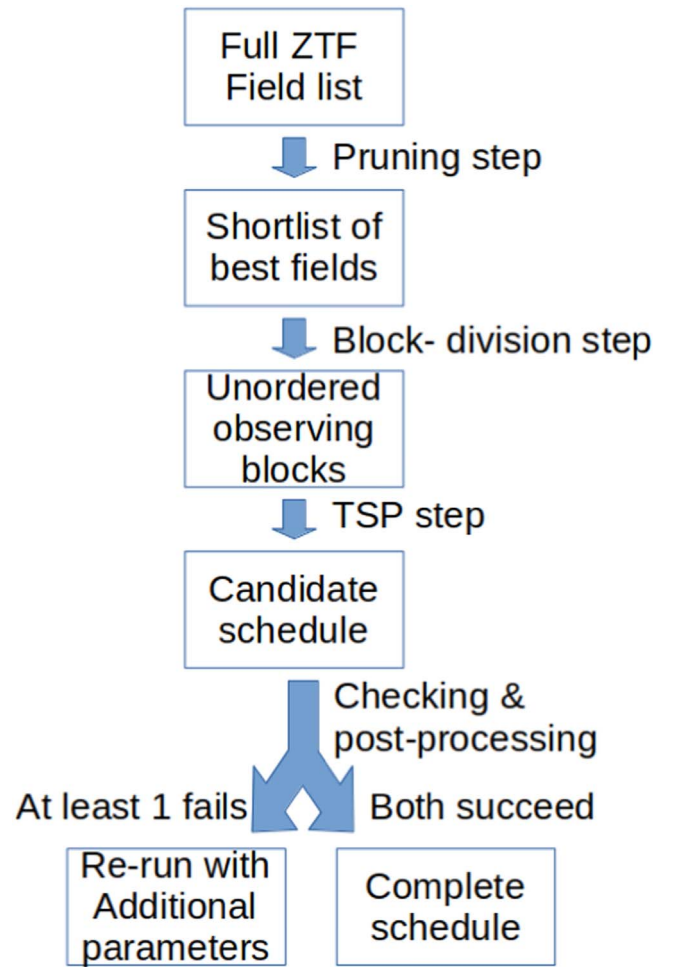 Full ZTF
Field list
Pruning step
Shortlist of
best fields
Block- division step
Unordered
observing
blocks
TSP step
Candidate
schedule
Checking &
post-processing
At least 1 fails
Both succeed
Re-run with
Additional
parameters
Complete
schedule